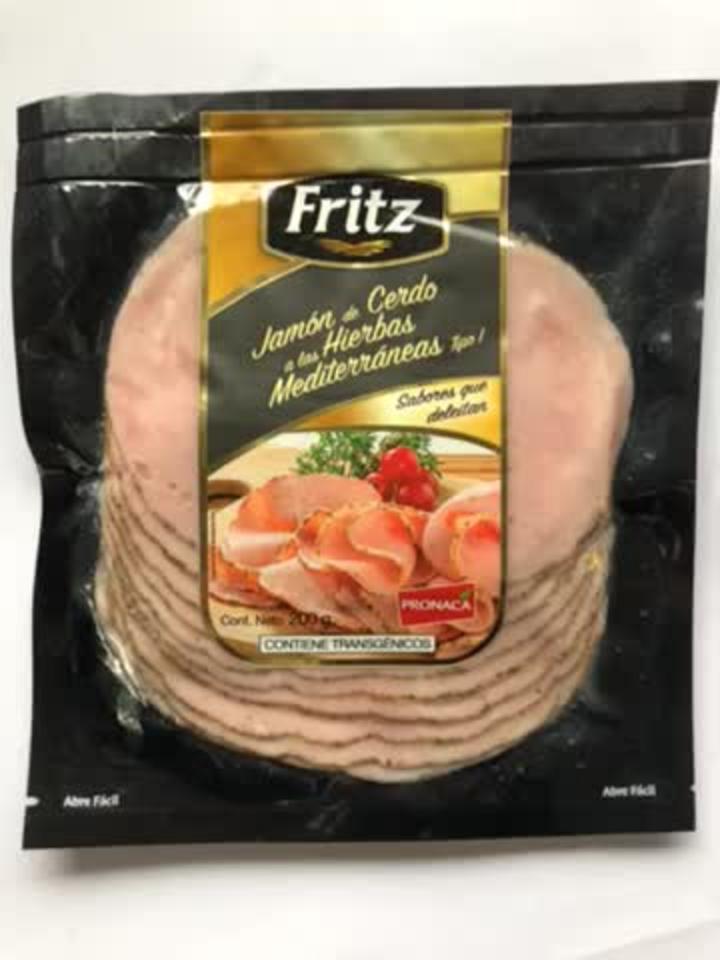 Fritz
Jamón de Cerdo
a las Hierbas
Mediterráneas Tipo I
Sabores que
deleitan
PRONACA
Cont. Neto: 200 g
CONTIENE TRANSGÉNICOS
Abre Fácil
Abre Fácil